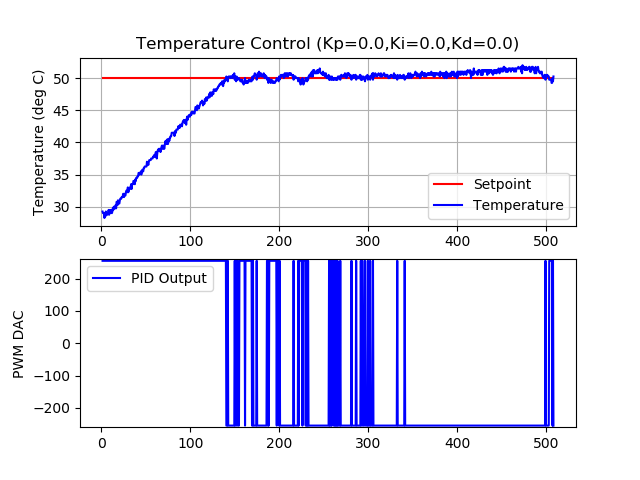 Temperature Control (Kp=0.0,Ki=0.0,Kd=0.0)
Temperature (deg C)
50
45
40
35
30
Setpoint
Temperature
0 100 200 300 400 500
PWM DAC
200
100
0
−100
−200
PID Output
0 100 200 300 400 500